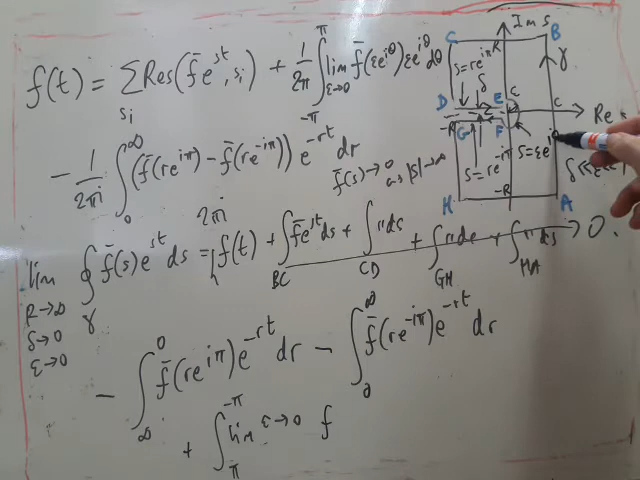 f(t) = ∑ Res(f̄ e^{st}, s_i) + 1/2π ∫_{-π}^{π} lim_{ε→0} f̄(εe^{iθ}) εe^{iθ} dθ
s_i
- 1/2πi ∫_0^∞ (f̄(re^{iπ}) - f̄(re^{-iπ})) e^{-rt} dr
f̄(s) → 0 as |s| → ∞
lim ∮_γ f̄(s) e^{st} ds = 2πi f(t) + ∫_{BC} f̄e^{st} ds + ∫_{CD} " ds + ∫_{GH} " ds + ∫_{HA} " ds → 0.
R → ∞
δ → 0
ε → 0
- ∫_∞^0 f̄(re^{iπ}) e^{-rt} dr - ∫_0^∞ f̄(re^{-iπ}) e^{-rt} dr
+ ∫_π^{-π} lim ε→0 f
Im s
C
R
B
γ
s=re^{iπ}
δ
D
E
c
C
Re
-R
G
F
s=re^{-iπ}
s=εe^{i
δ<<ε<<1
H
-R
A